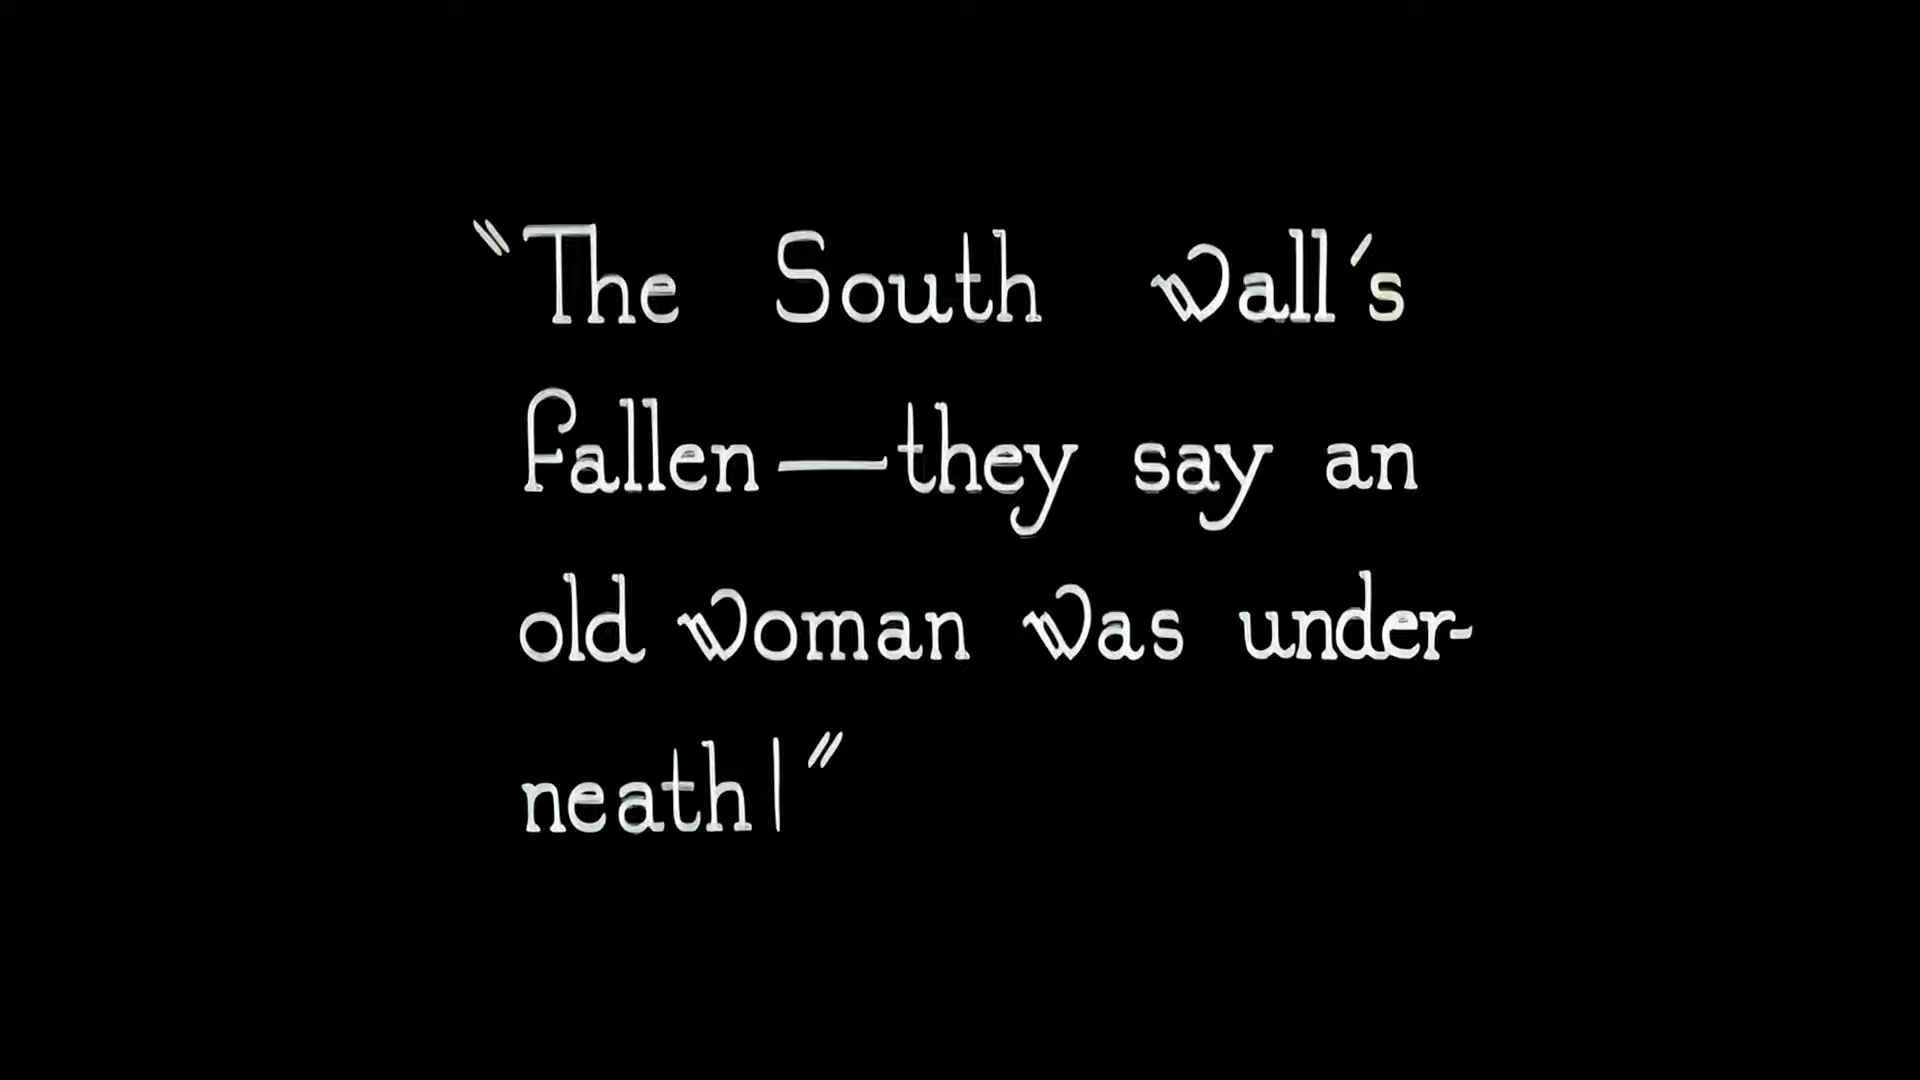 "The South wall's
fallen—they say an
old woman was under-
neath!"